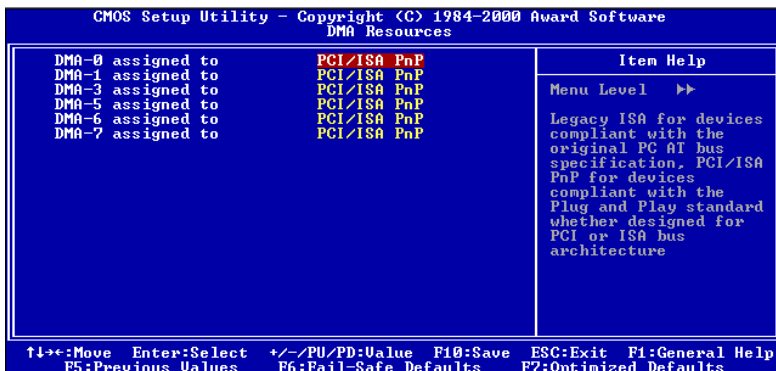 CMOS Setup Utility - Copyright (C) 1984-2000 Award Software
DMA Resources
DMA-0 assigned to PCI/ISA PnP
DMA-1 assigned to PCI/ISA PnP
DMA-3 assigned to PCI/ISA PnP
DMA-5 assigned to PCI/ISA PnP
DMA-6 assigned to PCI/ISA PnP
DMA-7 assigned to PCI/ISA PnP
Item Help
Menu Level ▸▸
Legacy ISA for devices
compliant with the
original PC AT bus
specification, PCI/ISA
PnP for devices
compliant with the
Plug and Play standard
whether designed for
PCI or ISA bus
architecture
↑↓→←:Move Enter:Select +/-/PU/PD:Value F10:Save ESC:Exit F1:General Help
F5:Previous Values F6:Fail-Safe Defaults F7:Optimized Defaults